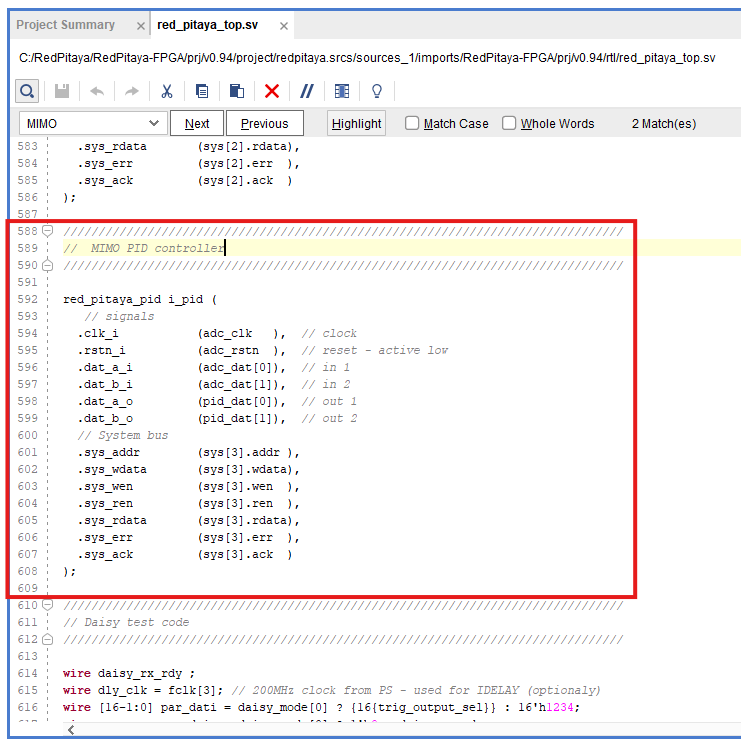 Project Summary × red_pitaya_top.sv ×
C:/RedPitaya/RedPitaya-FPGA/prj/v0.94/project/redpitaya.srcs/sources_1/imports/RedPitaya-FPGA/prj/v0.94/rtl/red_pitaya_top.sv
MIMO Next Previous Highlight Match Case Whole Words 2 Match(es)
583 .sys_rdata (sys[2].rdata),
584 .sys_err (sys[2].err ),
585 .sys_ack (sys[2].ack )
586 );
587
588 ////////////////////////////////////////////////////////////////////////////////
589 // MIMO PID controller
590 ////////////////////////////////////////////////////////////////////////////////
591
592 red_pitaya_pid i_pid (
593 // signals
594 .clk_i (adc_clk ), // clock
595 .rstn_i (adc_rstn ), // reset - active low
596 .dat_a_i (adc_dat[0]), // in 1
597 .dat_b_i (adc_dat[1]), // in 2
598 .dat_a_o (pid_dat[0]), // out 1
599 .dat_b_o (pid_dat[1]), // out 2
600 // System bus
601 .sys_addr (sys[3].addr ),
602 .sys_wdata (sys[3].wdata),
603 .sys_wen (sys[3].wen ),
604 .sys_ren (sys[3].ren ),
605 .sys_rdata (sys[3].rdata),
606 .sys_err (sys[3].err ),
607 .sys_ack (sys[3].ack )
608 );
609
610 ////////////////////////////////////////////////////////////////////////////////
611 // Daisy test code
612 ////////////////////////////////////////////////////////////////////////////////
613
614 wire daisy_rx_rdy ;
615 wire dly_clk = fclk[3]; // 200MHz clock from PS - used for IDELAY (optionaly)
616 wire [16-1:0] par_dati = daisy_mode[0] ? {16{trig_output_sel}} : 16'h1234;